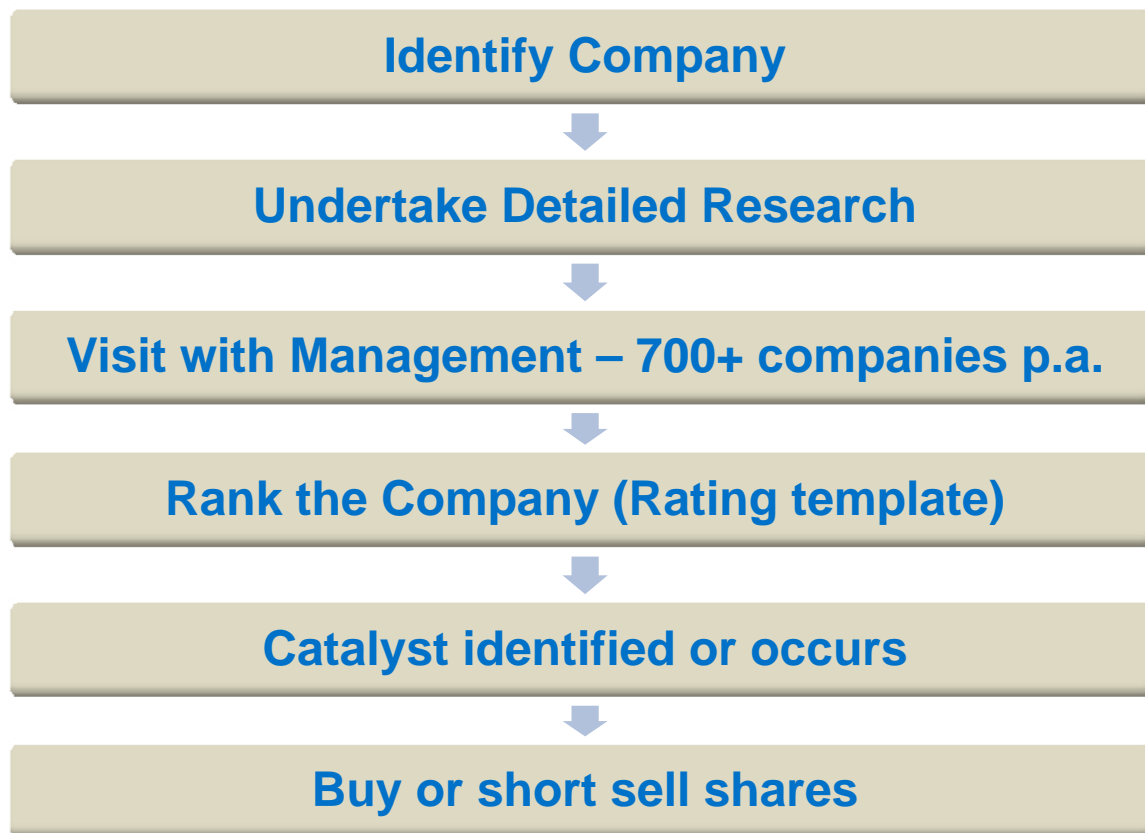 Identify Company
Undertake Detailed Research
Visit with Management – 700+ companies p.a.
Rank the Company (Rating template)
Catalyst identified or occurs
Buy or short sell shares